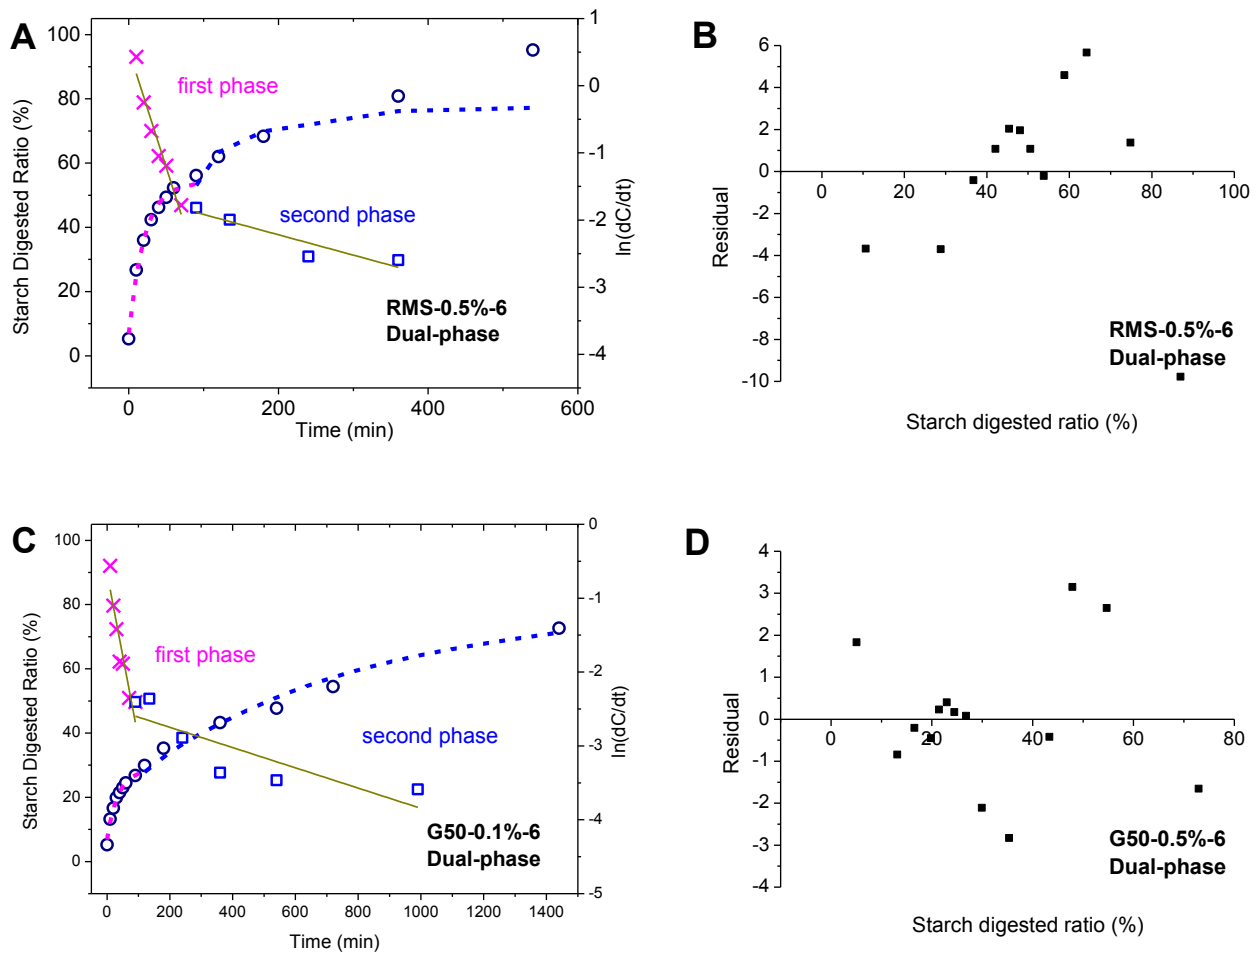 A
100
80
60
40
20
0
Starch Digested Ratio (%)
first phase
second phase
RMS-0.5%-6
Dual-phase
1
0
-1
-2
-3
-4
ln(dC/dt)
0
200
400
600
Time (min)
B
6
4
2
0
-2
-4
-6
-8
-10
Residual
0
20
40
60
80
100
RMS-0.5%-6
Dual-phase
Starch digested ratio (%)
C
100
80
60
40
20
0
Starch Digested Ratio (%)
first phase
second phase
G50-0.1%-6
Dual-phase
0
-1
-2
-3
-4
-5
ln(dC/dt)
0
200
400
600
800
1000
1200
1400
Time (min)
D
4
3
2
1
0
-1
-2
-3
-4
Residual
0
20
40
60
80
G50-0.5%-6
Dual-phase
Starch digested ratio (%)